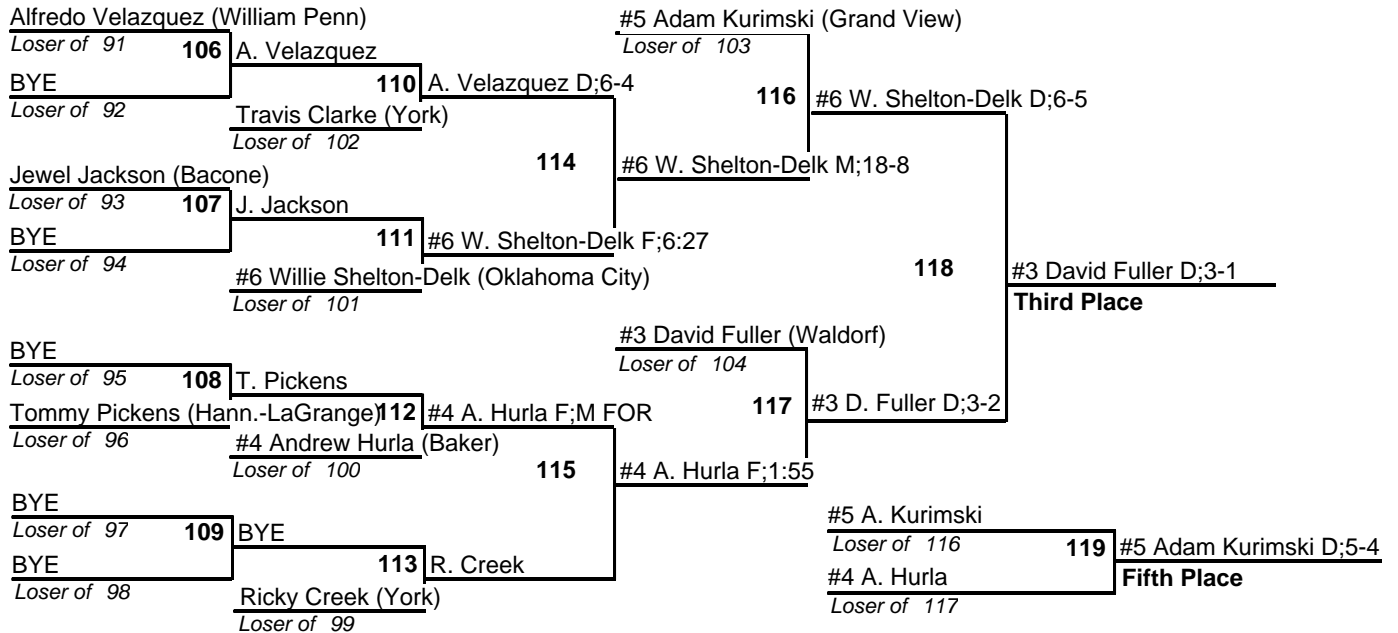 Alfredo Velazquez (William Penn)
Loser of 91
106
A. Velazquez
BYE
Loser of 92
110
A. Velazquez D;6-4
Travis Clarke (York)
Loser of 102
114
Jewel Jackson (Bacone)
Loser of 93
107
J. Jackson
BYE
Loser of 94
111
#6 W. Shelton-Delk F;6:27
#6 Willie Shelton-Delk (Oklahoma City)
Loser of 101
#5 Adam Kurimski (Grand View)
Loser of 103
116
#6 W. Shelton-Delk D;6-5
#6 W. Shelton-Delk M;18-8
118
#3 David Fuller D;3-1
Third Place
BYE
Loser of 95
108
T. Pickens
Tommy Pickens (Hann.-LaGrange)
Loser of 96
112
#4 A. Hurla F;M FOR
#4 Andrew Hurla (Baker)
Loser of 100
115
#3 David Fuller (Waldorf)
Loser of 104
117
#3 D. Fuller D;3-2
#4 A. Hurla F;1:55
BYE
Loser of 97
109
BYE
BYE
Loser of 98
113
R. Creek
Ricky Creek (York)
Loser of 99
#5 A. Kurimski
Loser of 116
119
#5 Adam Kurimski D;5-4
#4 A. Hurla
Fifth Place
Loser of 117